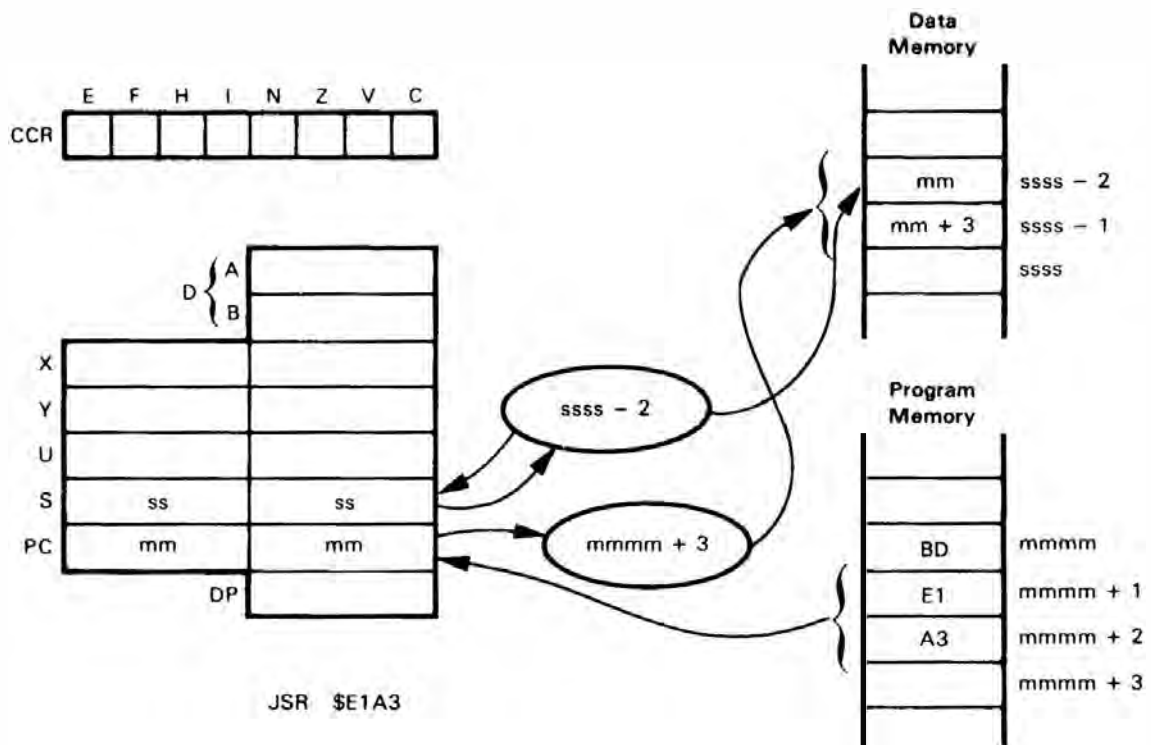 Data
Memory
E F H I N Z V C
CCR
mm ssss – 2
mm + 3 ssss – 1
ssss
D { A
B
X
Y
U
S ss ss
PC mm mm
DP
ssss – 2
mmmm + 3
Program
Memory
BD mmmm
E1 mmmm + 1
A3 mmmm + 2
mmmm + 3
JSR $E1A3